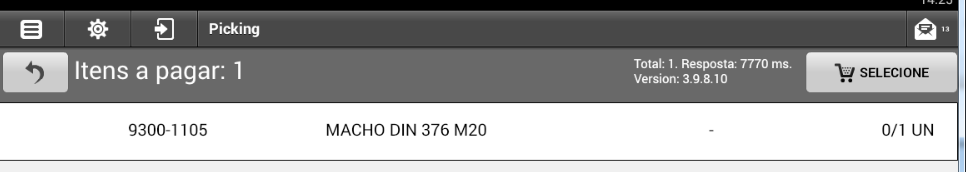 Picking
13
Itens a pagar: 1
Total: 1. Resposta: 7770 ms.
Version: 3.9.8.10
SELECIONE
9300-1105 MACHO DIN 376 M20 - 0/1 UN